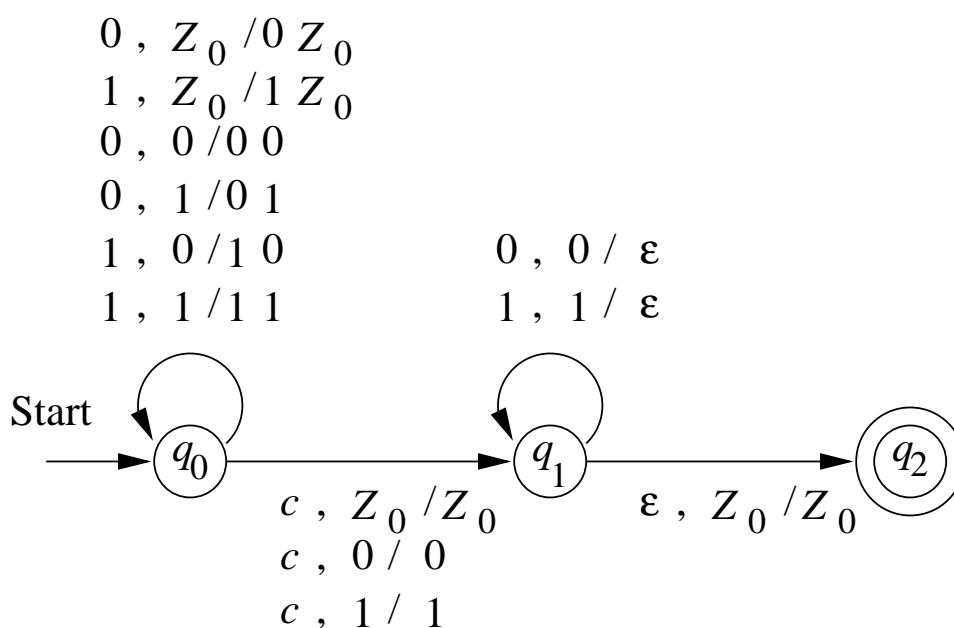 0 , Z0 /0 Z0
1 , Z0 /1 Z0
0 , 0 /0 0
0 , 1 /0 1
1 , 0 /1 0
1 , 1 /1 1
0 , 0 / ε
1 , 1 / ε
Start
q0
q1
q2
c , Z0 /Z0
c , 0 / 0
c , 1 / 1
ε , Z0 /Z0